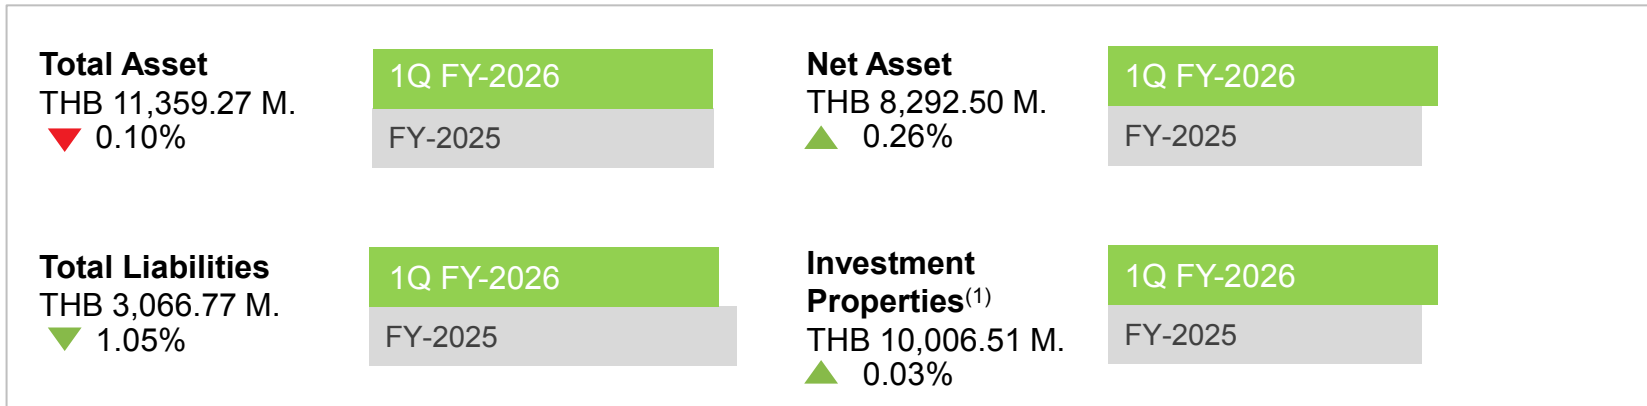 Total Asset
THB 11,359.27 M.
0.10%
1Q FY-2026
FY-2025
Net Asset
THB 8,292.50 M.
0.26%
1Q FY-2026
FY-2025
Total Liabilities
THB 3,066.77 M.
1.05%
1Q FY-2026
FY-2025
Investment
Properties(1)
THB 10,006.51 M.
0.03%
1Q FY-2026
FY-2025